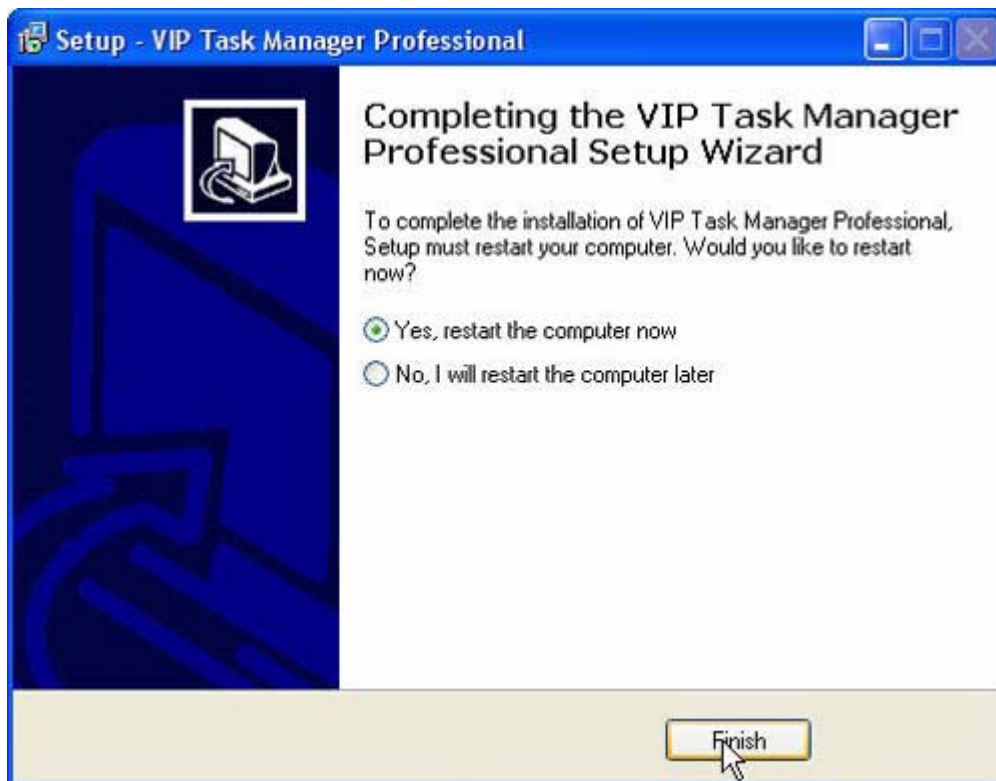 Setup - VIP Task Manager Professional
Completing the VIP Task Manager
Professional Setup Wizard
To complete the installation of VIP Task Manager Professional,
Setup must restart your computer. Would you like to restart
now?
Yes, restart the computer now
No, I will restart the computer later
Finish